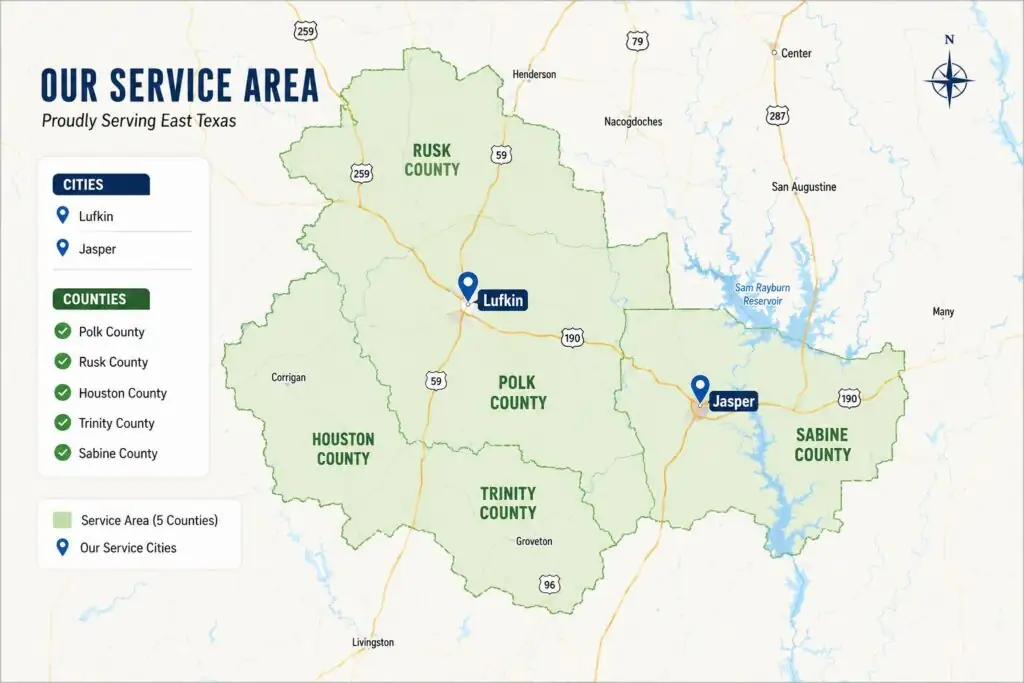 OUR SERVICE AREA
Proudly Serving East Texas
CITIES
Lufkin
Jasper
COUNTIES
Polk County
Rusk County
Houston County
Trinity County
Sabine County
Service Area (5 Counties)
Our Service Cities
259
79
N
Center
Henderson
287
Nacogdoches
RUSK
COUNTY
59
259
San Augustine
Lufkin
Sam Rayburn
Reservoir
Many
190
Corrigan
59
POLK
COUNTY
Jasper
190
HOUSTON
COUNTY
SABINE
COUNTY
TRINITY
COUNTY
Groveton
96
Livingston